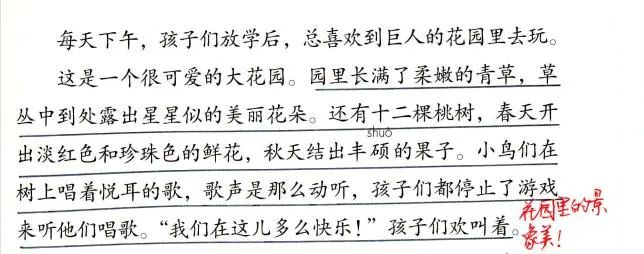 每天下午，孩子们放学后，总喜欢到巨人的花园里去玩。
这是一个很可爱的大花园。园里长满了柔嫩的青草，草
丛中到处露出星星似的美丽花朵。还有十二棵桃树，春天开
shuò
出淡红色和珍珠色的鲜花，秋天结出丰硕的果子。小鸟们在
树上唱着悦耳的歌，歌声是那么动听，孩子们都停止了游戏
来听他们唱歌。“我们在这儿多么快乐！”孩子们欢叫着。
花园里的景
象美！